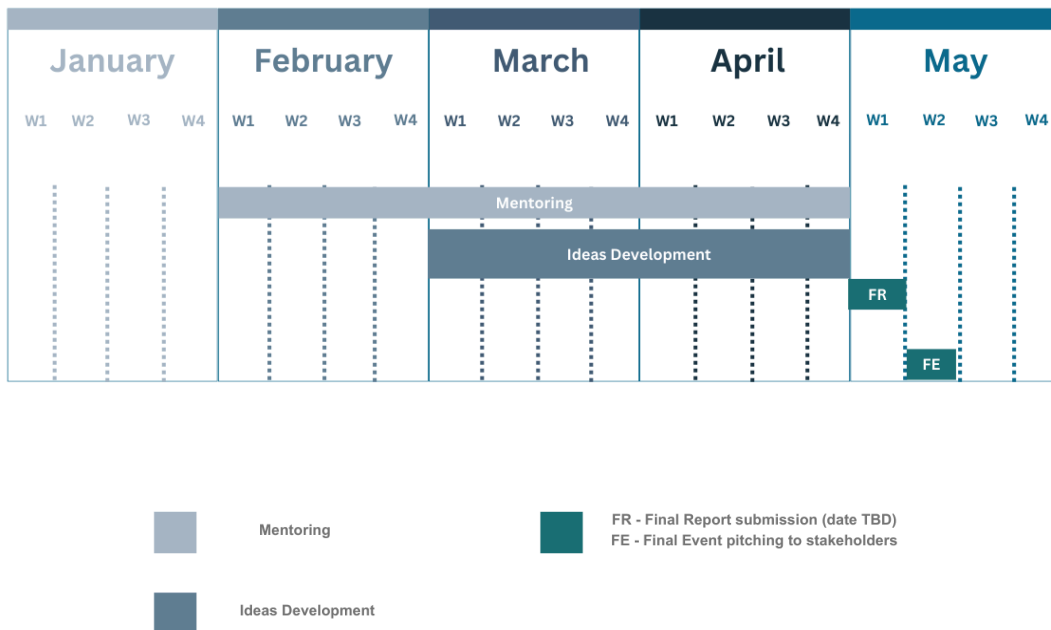 January February March April May
W1 W2 W3 W4 W1 W2 W3 W4 W1 W2 W3 W4 W1 W2 W3 W4 W1 W2 W3 W4
Mentoring
Ideas Development
FR
FE
Mentoring
FR - Final Report submission (date TBD)
FE - Final Event pitching to stakeholders
Ideas Development